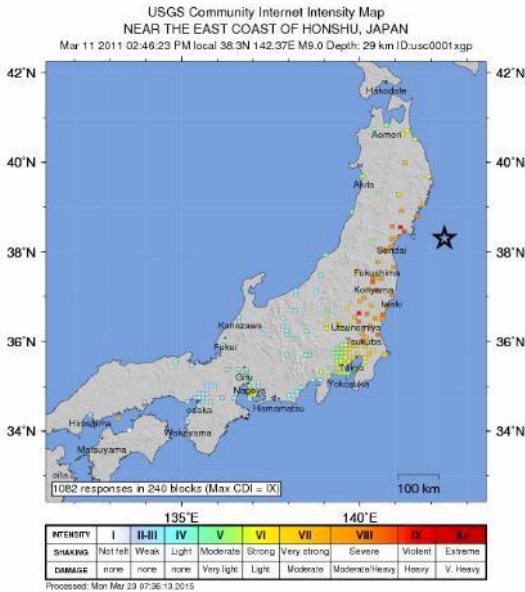 USGS Community Internet Intensity Map
NEAR THE EAST COAST OF HONSHU, JAPAN
Mar 11 2011 02:46:23 PM local 38.3N 142.37E M9.0 Depth: 29 km ID:usc0001xgp
42°N 42°N
Hakodate
Aomori
40°N 40°N
Akita
38°N 38°N
Sendai
Fukushima
Koriyama
Iwaki
Kanazawa Utsunomiya
36°N 36°N
Tsukuba
Fukui
Tokyo
Gifu
Yokosuka
Nagoya
Hamamatsu
osaka
Hiroshima
34°N 34°N
Wakayama
Matsuyama
oita
1082 responses in 240 blocks (Max CDI = IX)
100 km
135°E 140°E
INTENSITY I II-III IV V VI VII VIII IX X+
SHAKING Not felt Weak Light Moderate Strong Very strong Severe Violent Extreme
DAMAGE none none none Very light Light Moderate Moderate/Heavy Heavy V. Heavy
Processed: Mon Mar 23 07:36:13 2015